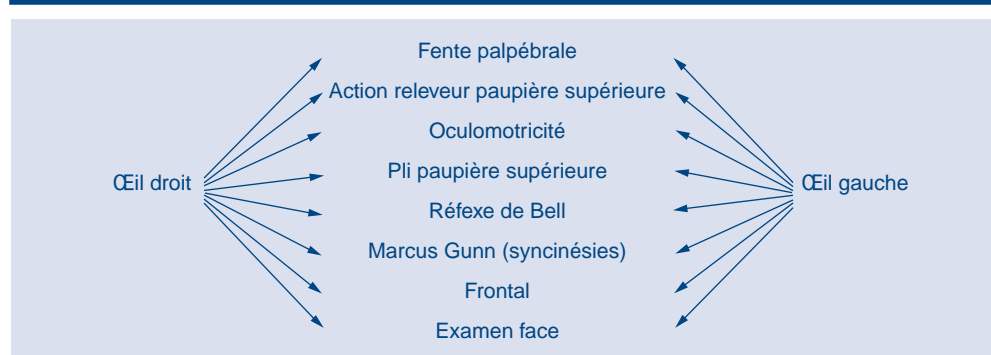 Fente palpébrale
Action releveur paupière supérieure
Oculomotricité
Pli paupière supérieure
Œil droit
Œil gauche
Réfexe de Bell
Marcus Gunn (syncinésies)
Frontal
Examen face